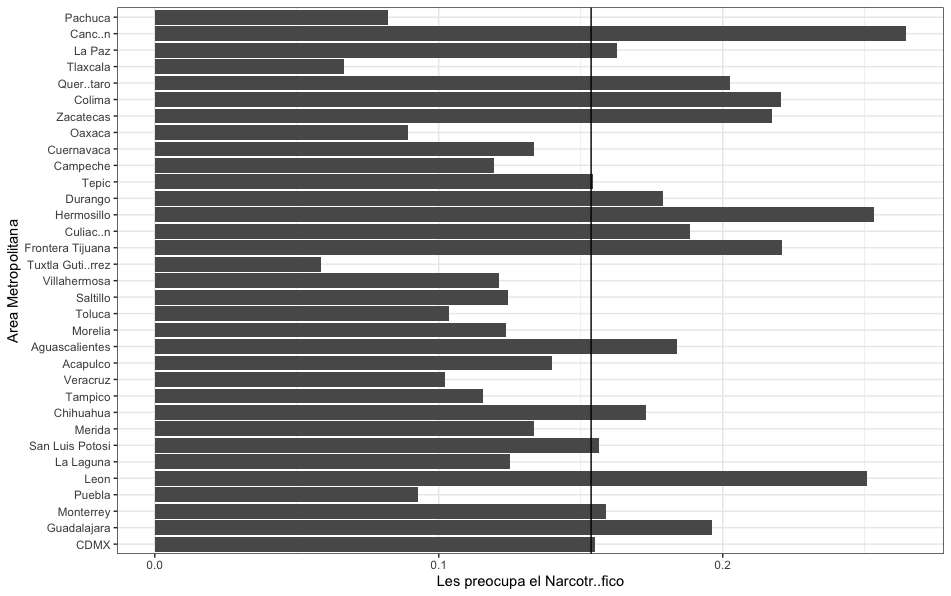 Pachuca
Canc..n
La Paz
Tlaxcala
Quer..taro
Colima
Zacatecas
Oaxaca
Cuernavaca
Campeche
Tepic
Durango
Hermosillo
Culiac..n
Frontera Tijuana
Tuxtla Guti..rrez
Villahermosa
Saltillo
Toluca
Morelia
Aguascalientes
Acapulco
Veracruz
Tampico
Chihuahua
Merida
San Luis Potosi
La Laguna
Leon
Puebla
Monterrey
Guadalajara
CDMX
Area Metropolitana
0.0 0.1 0.2
Les preocupa el Narcotr..fico